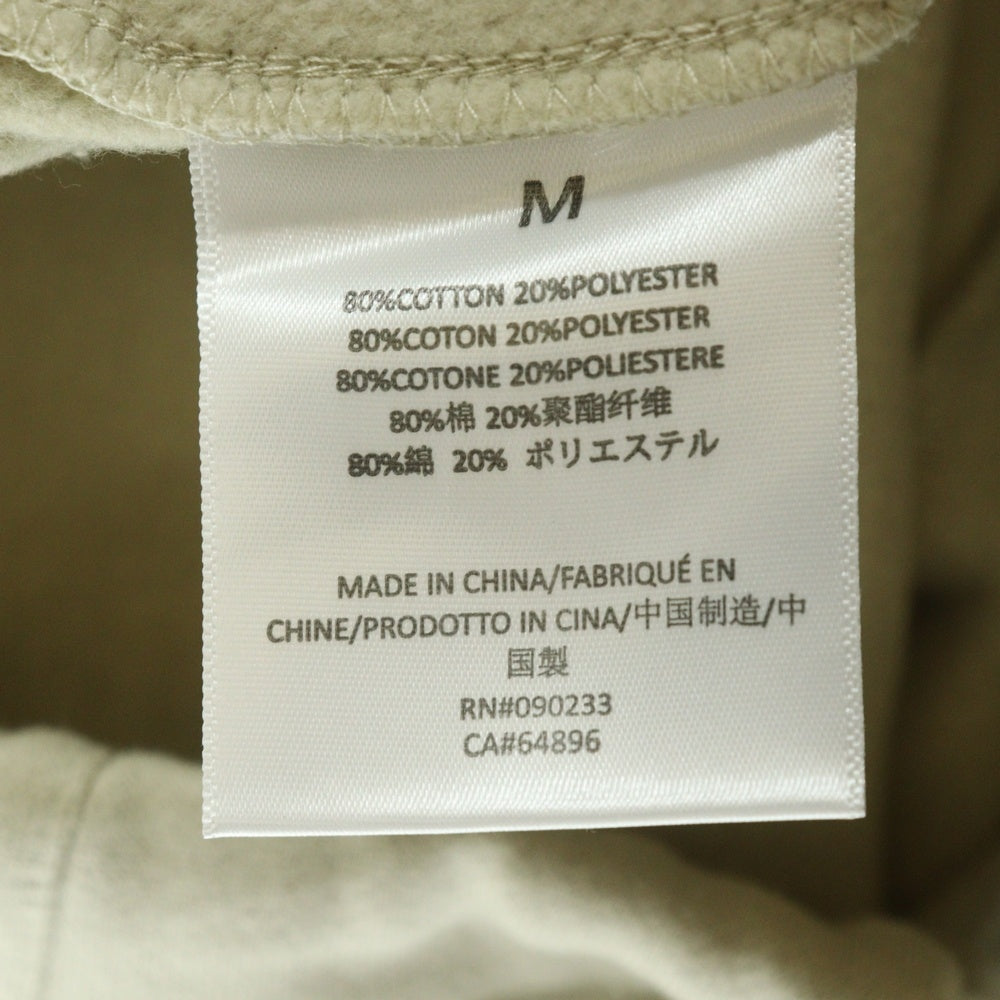 M
80%COTTON 20%POLYESTER
80%COTON 20%POLYESTER
80%COTONE 20%POLIESTERE
80%棉 20%聚酯纤维
80%綿 20% ポリエステル
MADE IN CHINA/FABRIQUÉ EN
CHINE/PRODOTTO IN CINA/中国制造/中
国製
RN#090233
CA#64896